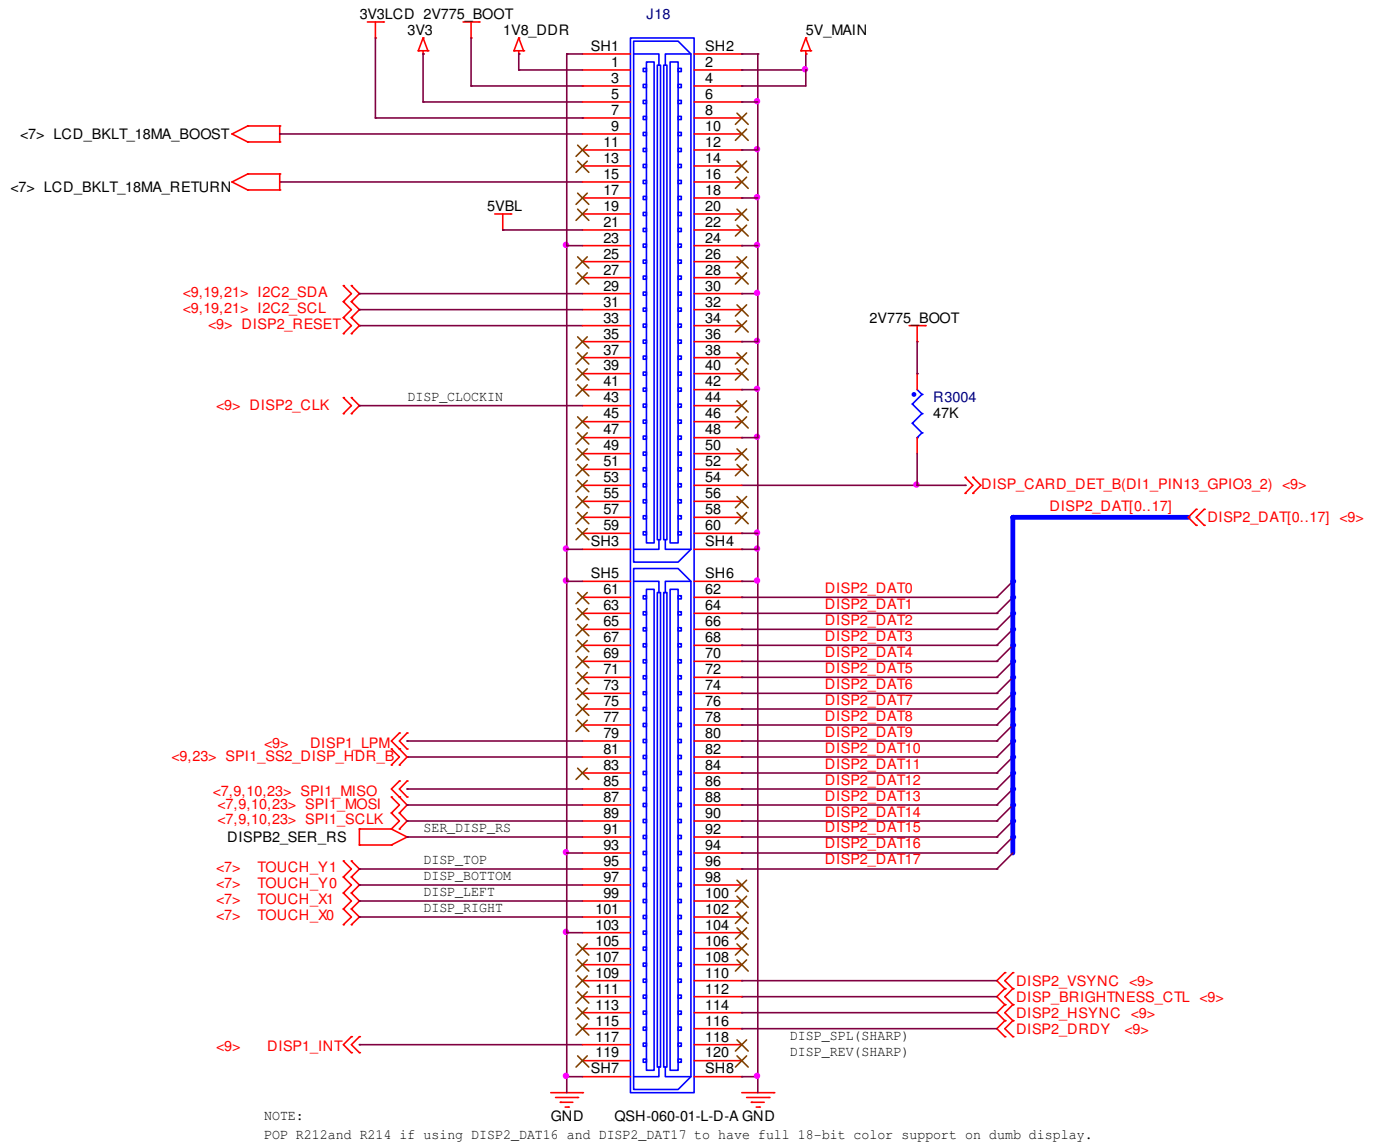 3V3LCD 2V775_BOOT J18
3V3 1V8_DDR 5V_MAIN
SH1 SH2
1 2
3 4
5 6
7 8
<7> LCD_BKLT_18MA_BOOST 9 10
11 12
13 14
<7> LCD_BKLT_18MA_RETURN 15 16
17 18
5VBL 19 20
21 22
23 24
25 26
27 28
<9,19,21> I2C2_SDA 29 30
<9,19,21> I2C2_SCL 31 32
<9> DISP2_RESET 33 34 2V775_BOOT
35 36
37 38
39 40
41 42
<9> DISP2_CLK DISP_CLOCKIN 43 44 R3004
45 46 47K
47 48
49 50
51 52
53 54 DISP_CARD_DET_B(DI1_PIN13_GPIO3_2) <9>
55 56 DISP2_DAT[0..17]
57 58 DISP2_DAT[0..17] <9>
59 60
SH3 SH4
SH5 SH6
61 62 DISP2_DAT0
63 64 DISP2_DAT1
65 66 DISP2_DAT2
67 68 DISP2_DAT3
69 70 DISP2_DAT4
71 72 DISP2_DAT5
73 74 DISP2_DAT6
75 76 DISP2_DAT7
77 78 DISP2_DAT8
<9> DISP1_LPM 79 80 DISP2_DAT9
<9,23> SPI1_SS2_DISP_HDR_B 81 82 DISP2_DAT10
83 84 DISP2_DAT11
<7,9,10,23> SPI1_MISO 85 86 DISP2_DAT12
<7,9,10,23> SPI1_MOSI 87 88 DISP2_DAT13
<7,9,10,23> SPI1_SCLK 89 90 DISP2_DAT14
DISPB2_SER_RS SER_DISP_RS 91 92 DISP2_DAT15
93 94 DISP2_DAT16
<7> TOUCH_Y1 DISP_TOP 95 96 DISP2_DAT17
<7> TOUCH_Y0 DISP_BOTTOM 97 98
<7> TOUCH_X1 DISP_LEFT 99 100
<7> TOUCH_X0 DISP_RIGHT 101 102
103 104
105 106
107 108
109 110 DISP2_VSYNC <9>
111 112 DISP_BRIGHTNESS_CTL <9>
113 114 DISP2_HSYNC <9>
115 116 DISP2_DRDY <9>
<9> DISP1_INT 117 118 DISP_SPL(SHARP)
119 120 DISP_REV(SHARP)
SH7 SH8
GND QSH-060-01-L-D-A GND
NOTE:
POP R212and R214 if using DISP2_DAT16 and DISP2_DAT17 to have full 18-bit color support on dumb display.